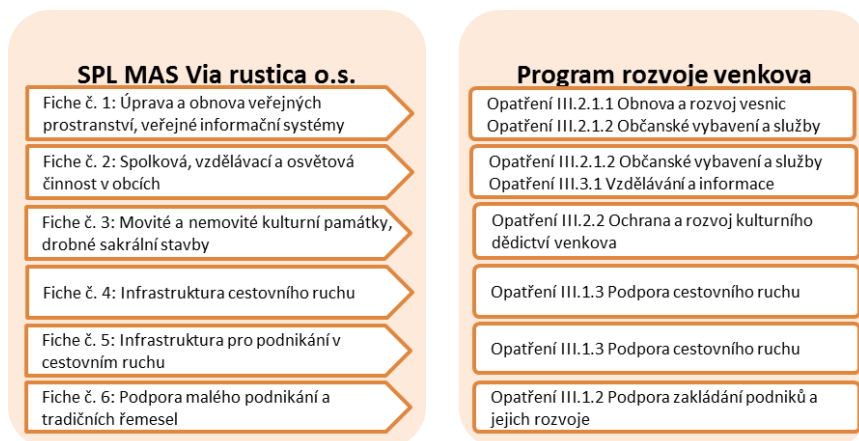 SPL MAS Via rustica o.s.
Fiche č. 1: Úprava a obnova veřejných
prostranství, veřejné informační systémy
Fiche č. 2: Spolková, vzdělávací a osvětová
činnost v obcích
Fiche č. 3: Movité a nemovité kulturní památky,
drobné sakrální stavby
Fiche č. 4: Infrastruktura cestovního ruchu
Fiche č. 5: Infrastruktura pro podnikání v
cestovním ruchu
Fiche č. 6: Podpora malého podnikání a
tradičních řemesel
Program rozvoje venkova
Opatření III.2.1.1 Obnova a rozvoj vesnic
Opatření III.2.1.2 Občanské vybavení a služby
Opatření III.2.1.2 Občanské vybavení a služby
Opatření III.3.1 Vzdělávání a informace
Opatření III.2.2 Ochrana a rozvoj kulturního
dědictví venkova
Opatření III.1.3 Podpora cestovního ruchu
Opatření III.1.3 Podpora cestovního ruchu
Opatření III.1.2 Podpora zakládání podniků a
jejich rozvoje